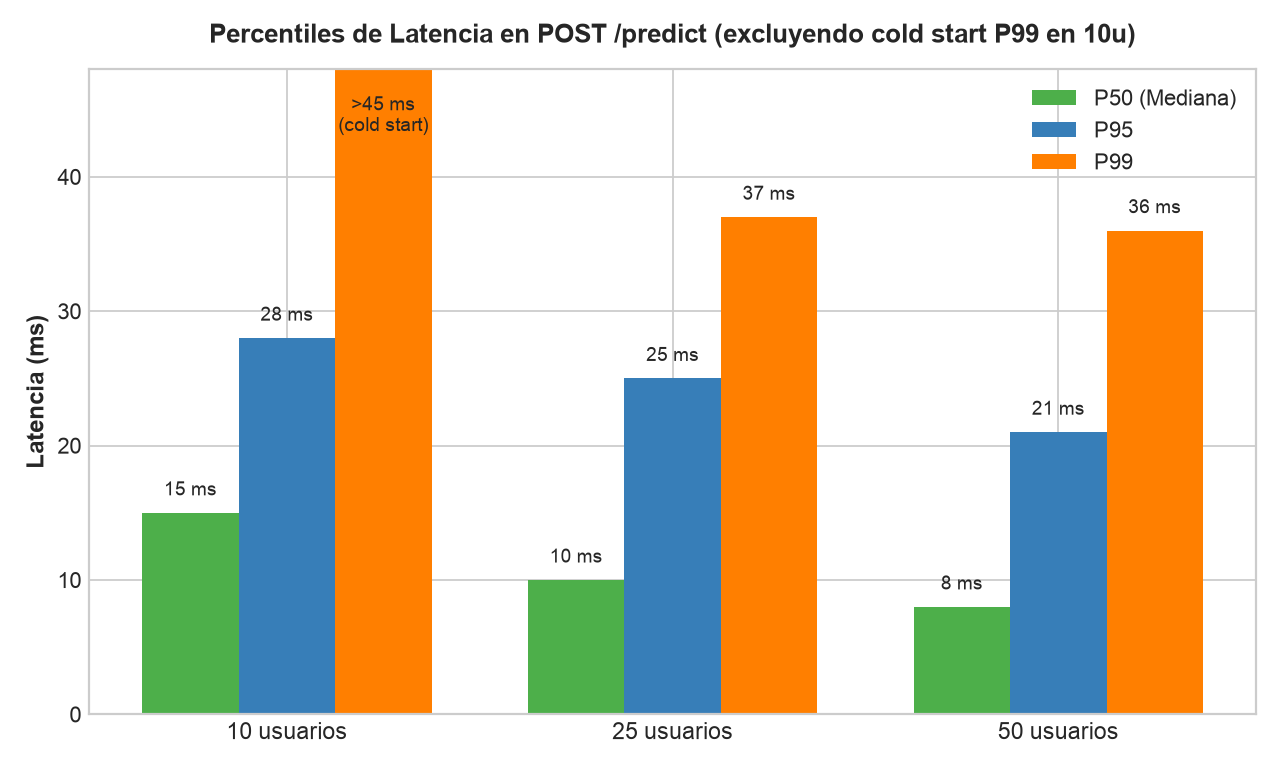 Percentiles de Latencia en POST /predict (excluyendo cold start P99 en 10u)
P50 (Mediana)
P95
P99
Latencia (ms)
40
30
20
10
0
>45 ms
(cold start)
37 ms
36 ms
28 ms
25 ms
21 ms
15 ms
10 ms
8 ms
10 usuarios
25 usuarios
50 usuarios